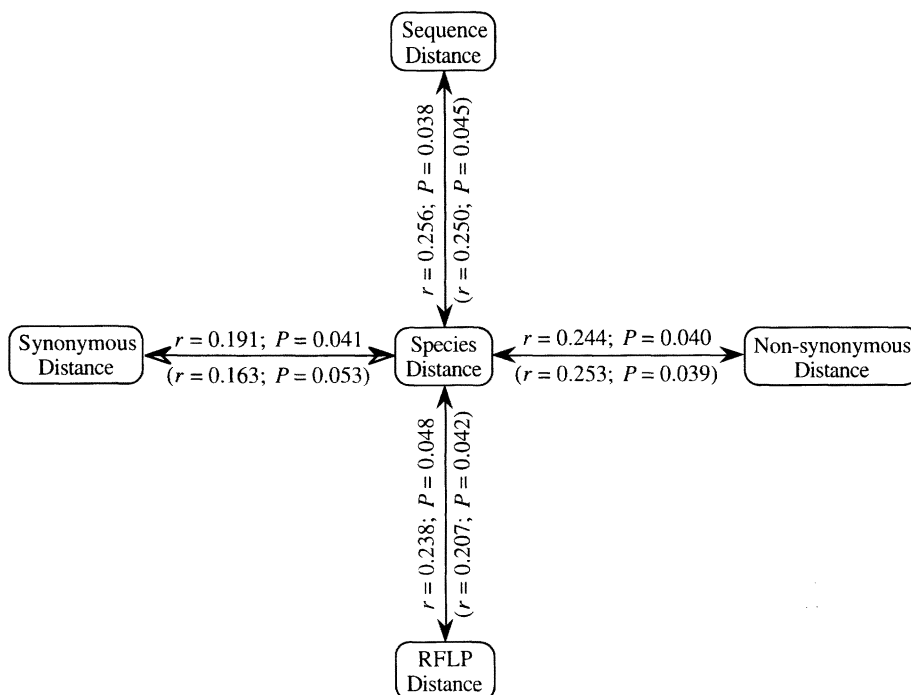 Sequence
Distance
r = 0.256; P = 0.038
(r = 0.250; P = 0.045)
Synonymous
Distance
r = 0.191; P = 0.041
(r = 0.163; P = 0.053)
Species
Distance
r = 0.244; P = 0.040
(r = 0.253; P = 0.039)
Non-synonymous
Distance
r = 0.238; P = 0.048
(r = 0.207; P = 0.042)
RFLP
Distance